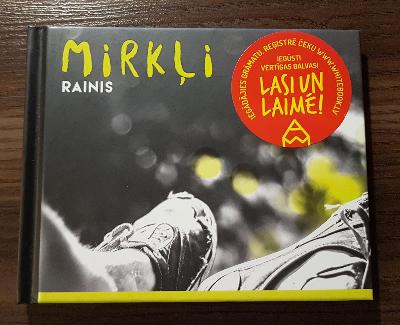 MiRKĻi
RAINIS
IEGĀDĀJIES GRĀMATU, REĢISTRĒ ČEKU WWW.WHITEBOOK.LV
IEGŪSTI
VĒRTĪGAS BALVAS!
LASI UN
LAIMĒ!